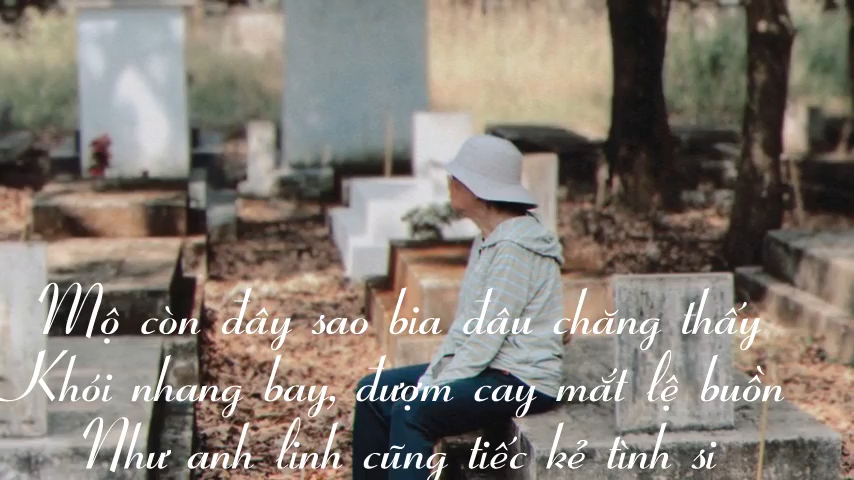 Mộ còn đây sao bia đâu chăng thấy
Khói nhang bay, đượm cay mắt lệ buồn
Như anh linh cũng tiếc kẻ tình si